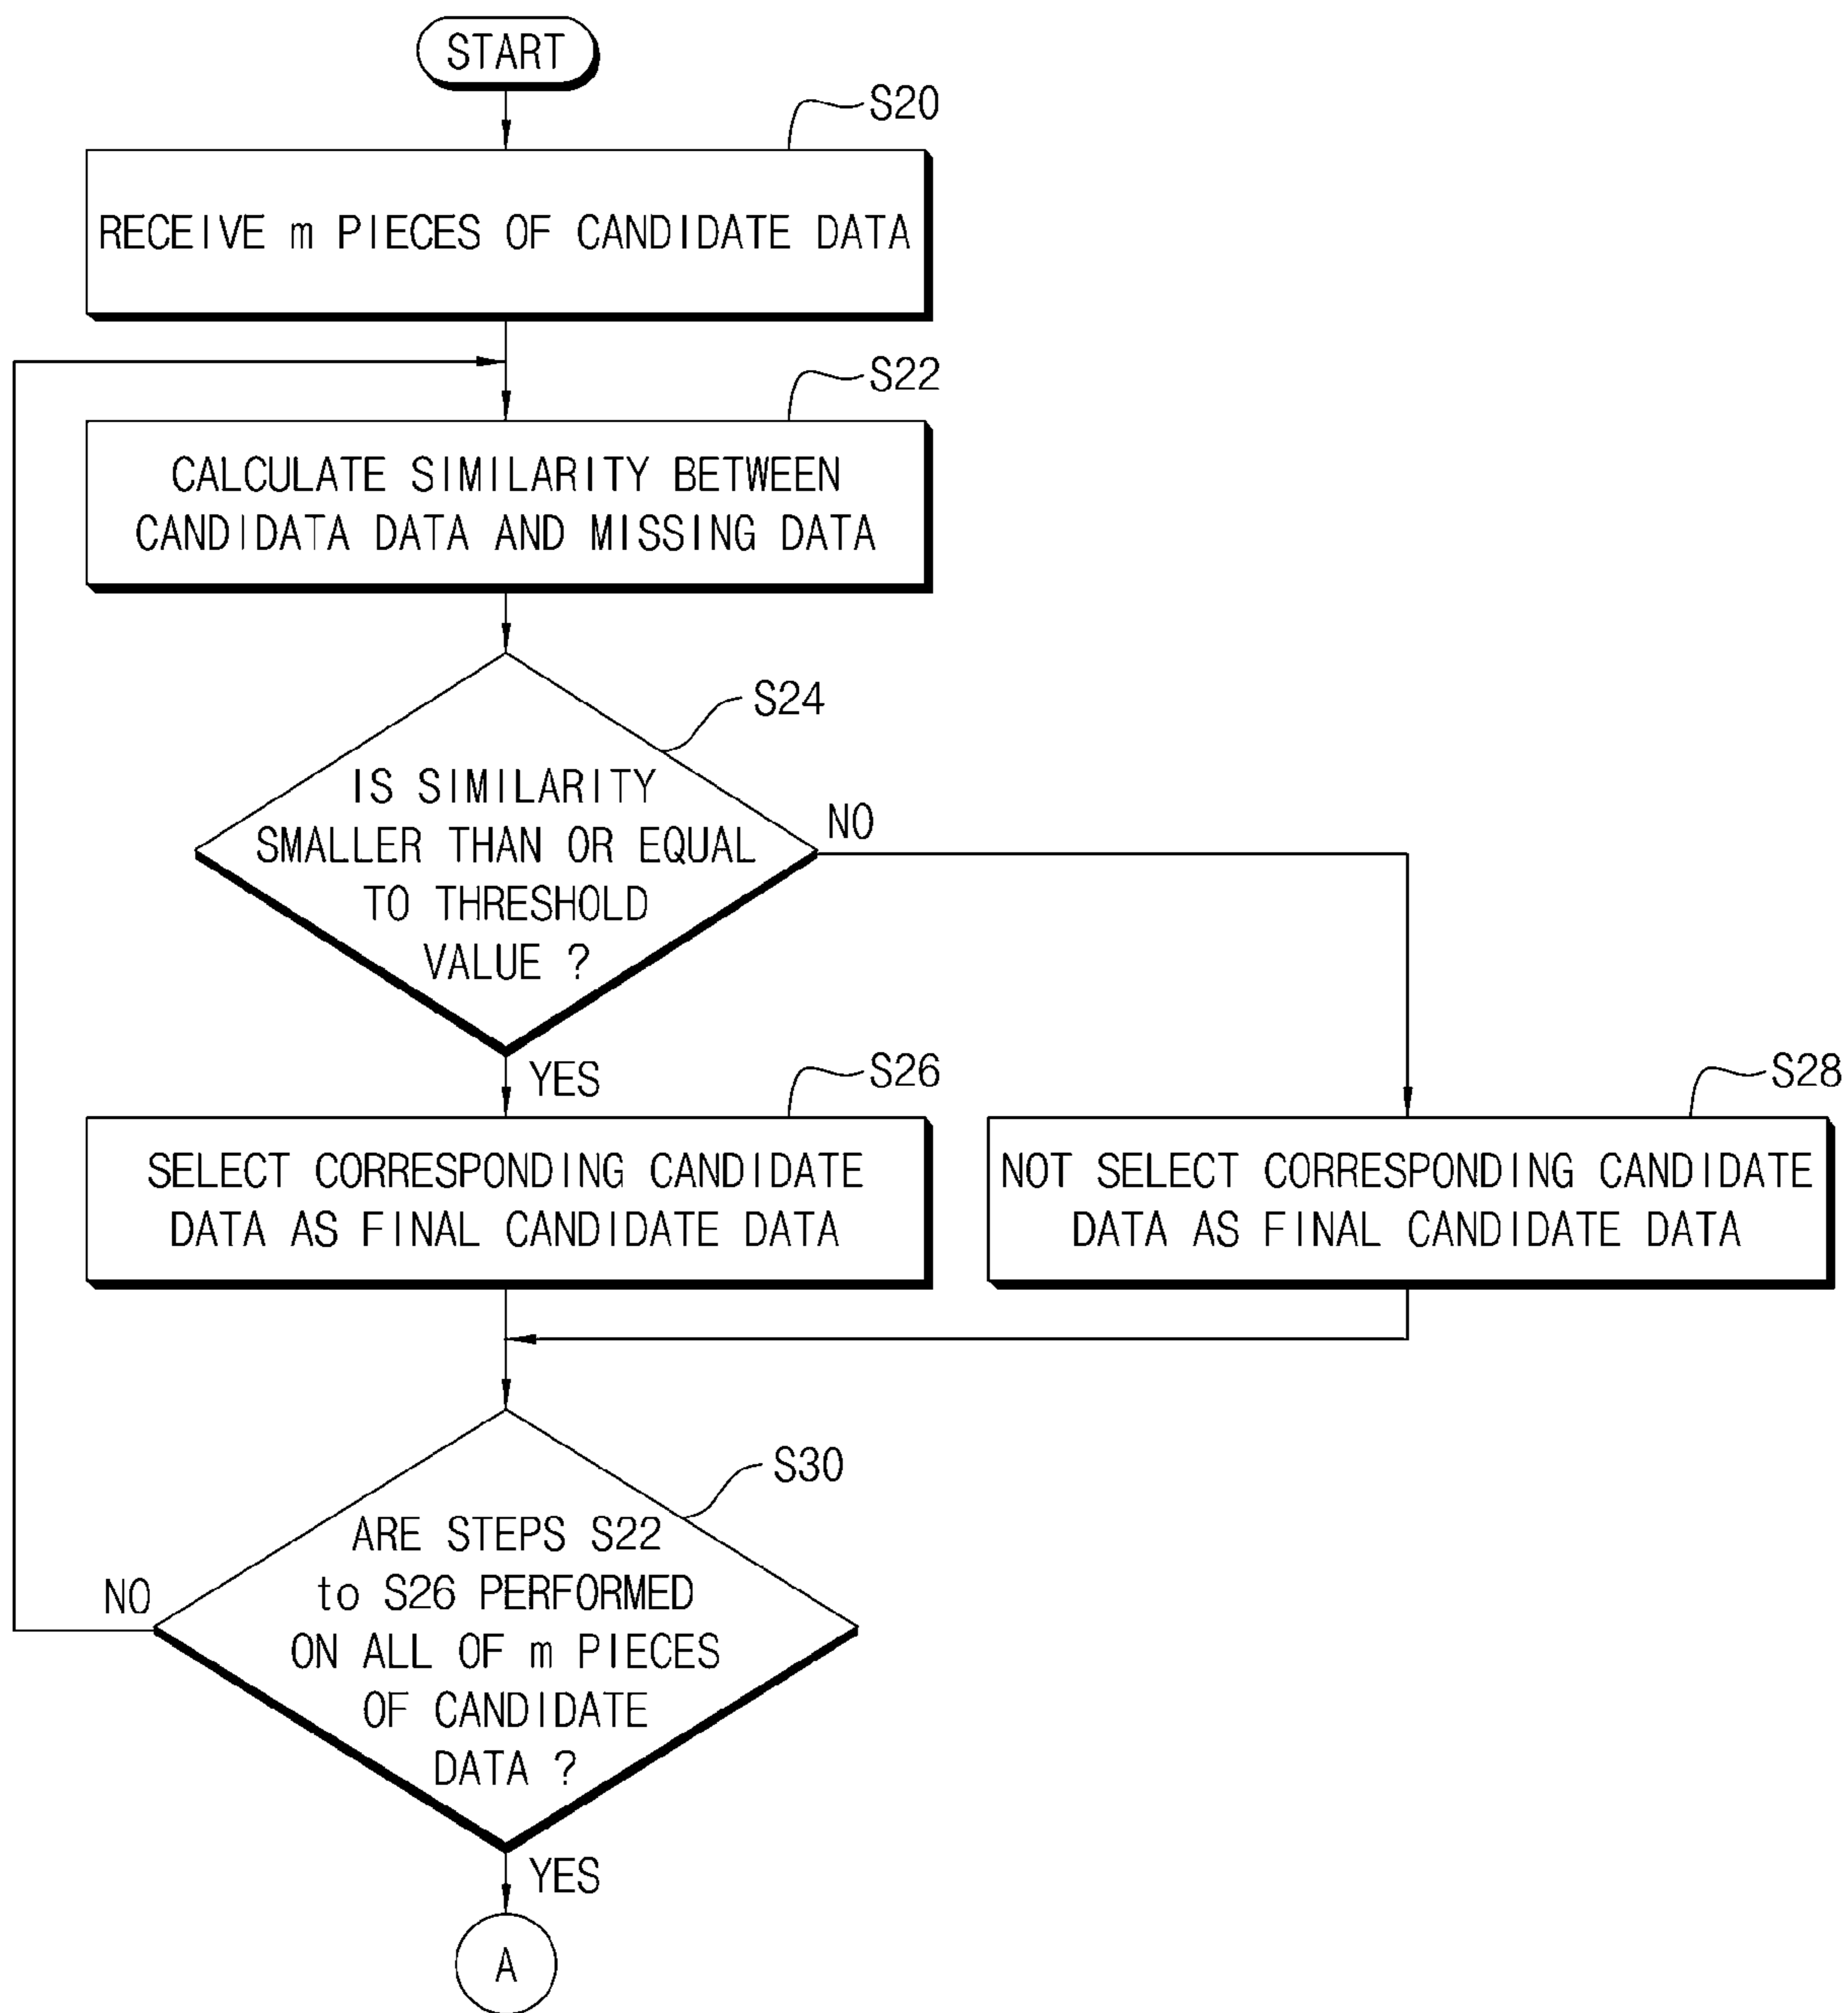 START
S20
RECEIVE m PIECES OF CANDIDATE DATA
S22
CALCULATE SIMILARITY BETWEEN
CANDIDATA DATA AND MISSING DATA
S24
IS SIMILARITY
SMALLER THAN OR EQUAL
TO THRESHOLD
VALUE ?
NO
YES
S26
SELECT CORRESPONDING CANDIDATE
DATA AS FINAL CANDIDATE DATA
S28
NOT SELECT CORRESPONDING CANDIDATE
DATA AS FINAL CANDIDATE DATA
S30
ARE STEPS S22
to S26 PERFORMED
ON ALL OF m PIECES
OF CANDIDATE
DATA ?
NO
YES
A